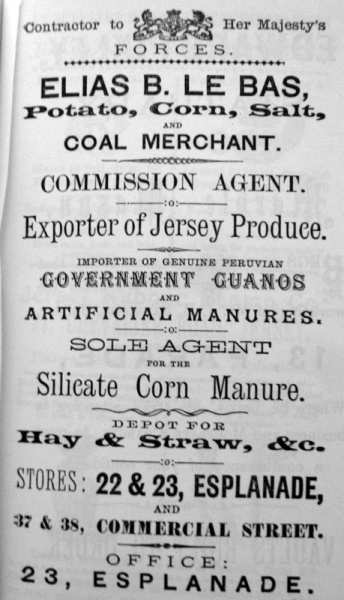 Contractor to Her Majesty's
FORCES.
ELIAS B. LE BAS,
Potato, Corn, Salt,
AND
COAL MERCHANT.
COMMISSION AGENT.
:o:
Exporter of Jersey Produce.
IMPORTER OF GENUINE PERUVIAN
GOVERNMENT GUANOS
AND
ARTIFICIAL MANURES.
:o:
SOLE AGENT
FOR THE
Silicate Corn Manure.
DEPOT FOR
Hay & Straw, &c.
:o:
STORES: 22 & 23, ESPLANADE,
AND
37 & 38, COMMERCIAL STREET.
OFFICE:
23, ESPLANADE.